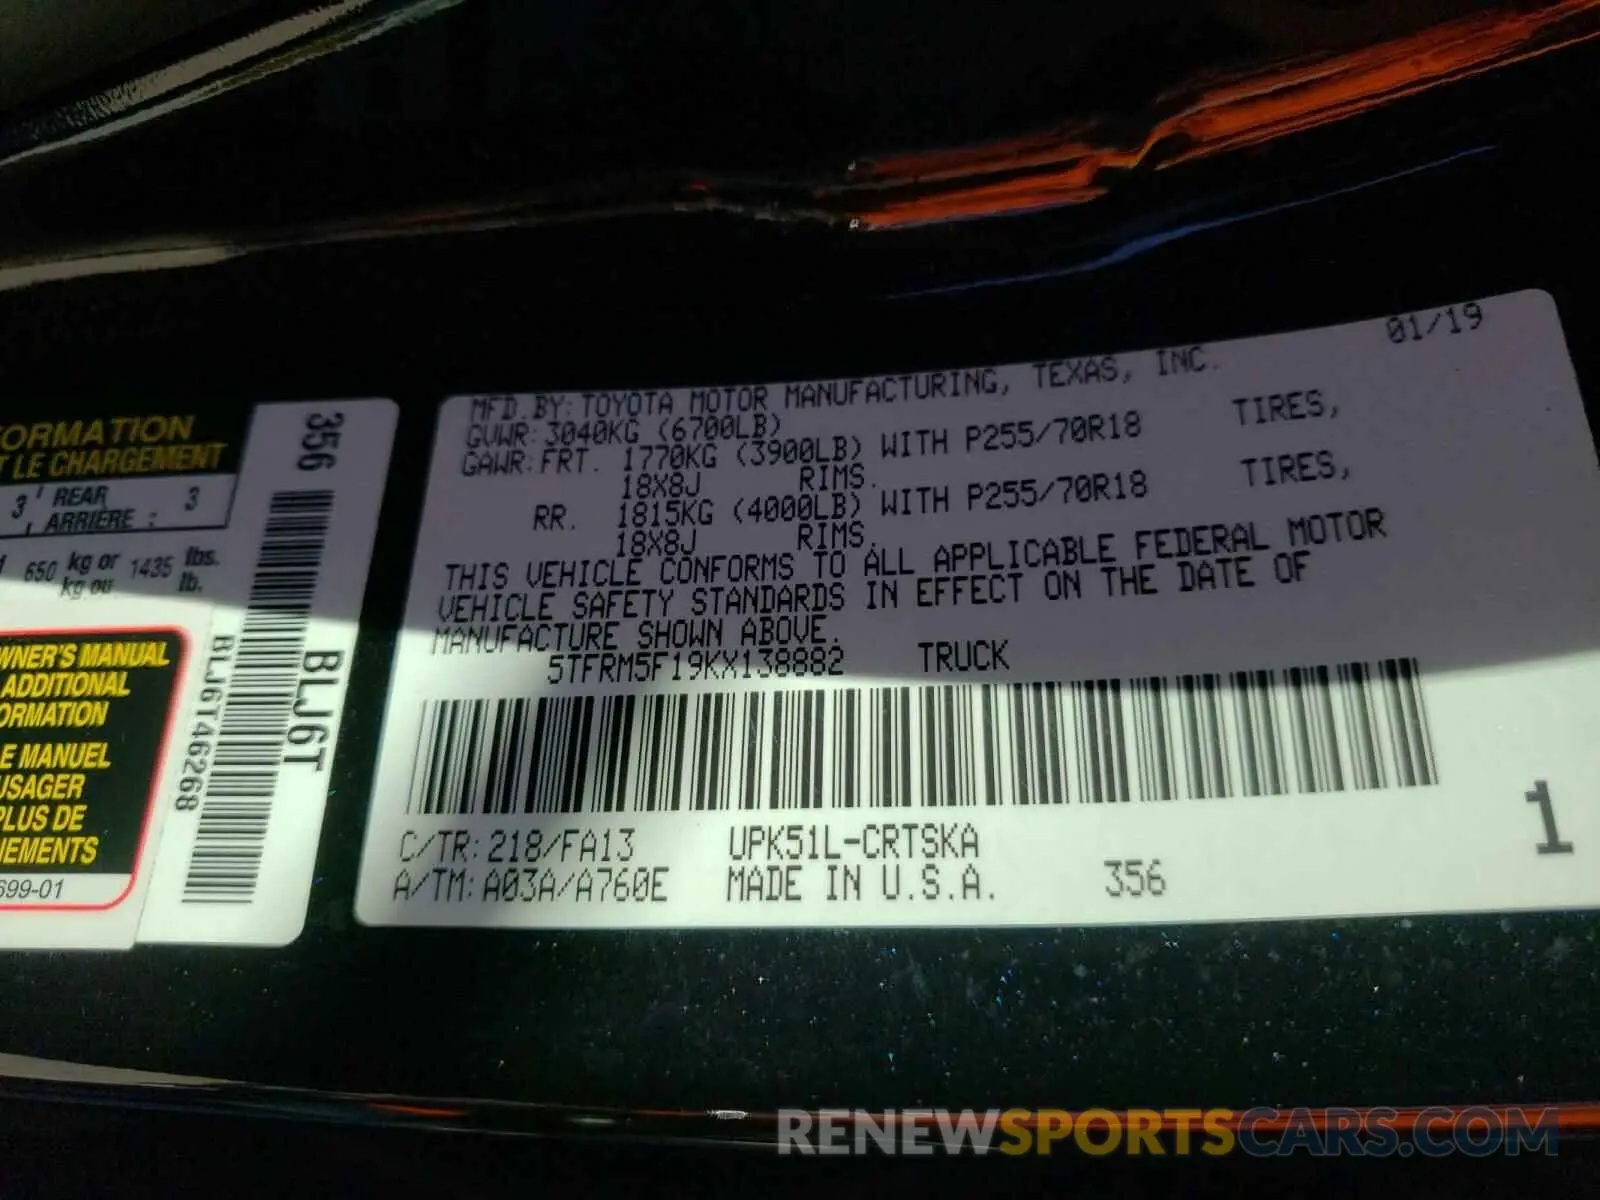 FORMATION
T LE CHARGEMENT
3 REAR 3
ARRIÈRE :
650 kg or 1435 lbs.
kg ou lb.
WNER'S MANUAL
ADDITIONAL
ORMATION
E MANUEL
USAGER
PLUS DE
NEMENTS
699-01
356
BLJ6T
BLJ6T46268
01/19
MFD.BY:TOYOTA MOTOR MANUFACTURING, TEXAS, INC.
GVWR:3040KG (6700LB)
GAWR:FRT. 1770KG (3900LB) WITH P255/70R18 TIRES,
18X8J RIMS.
RR. 1815KG (4000LB) WITH P255/70R18 TIRES,
18X8J RIMS.
THIS VEHICLE CONFORMS TO ALL APPLICABLE FEDERAL MOTOR
VEHICLE SAFETY STANDARDS IN EFFECT ON THE DATE OF
MANUFACTURE SHOWN ABOVE.
5TFRM5F19KX138882 TRUCK
C/TR:218/FA13 UPK51L-CRTSKA
A/TM:A03A/A760E MADE IN U.S.A. 356
1
RENEWSPORTSCARS.COM